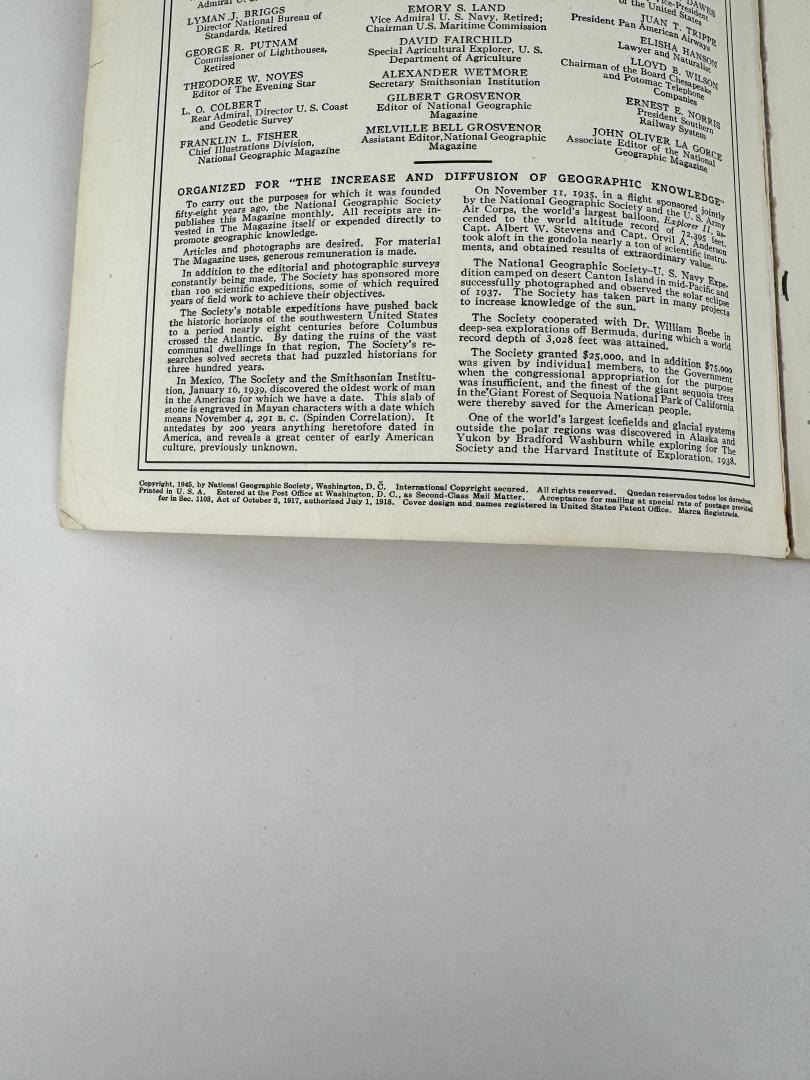 Admiral U.
LYMAN J. BRIGGS
Director National Bureau of
Standards, Retired
GEORGE R. PUTNAM
Commissioner of Lighthouses,
Retired
THEODORE W. NOYES
Editor of The Evening Star
L. O. COLBERT
Rear Admiral, Director U. S. Coast
and Geodetic Survey
FRANKLIN L. FISHER
Chief Illustrations Division,
National Geographic Magazine
EMORY S. LAND
Vice Admiral U. S. Navy, Retired;
Chairman U.S. Maritime Commission
DAVID FAIRCHILD
Special Agricultural Explorer, U. S.
Department of Agriculture
ALEXANDER WETMORE
Secretary Smithsonian Institution
GILBERT GROSVENOR
Editor of National Geographic
Magazine
MELVILLE BELL GROSVENOR
Assistant Editor, National Geographic
Magazine
DAWES
Vice-President
of the United States
JUAN T. TRIPPE
President Pan American Airways
ELISHA HANSON
Lawyer and Naturalist
LLOYD B. WILSON
Chairman of the Board Chesapeake
and Potomac Telephone
Companies
ERNEST E. NORRIS
President Southern
Railway System
JOHN OLIVER LA GORCE
Associate Editor of the National
Geographic Magazine
ORGANIZED FOR "THE INCREASE AND DIFFUSION OF GEOGRAPHIC KNOWLEDGE"
To carry out the purposes for which it was founded
fifty-eight years ago, the National Geographic Society
publishes this Magazine monthly. All receipts are in-
vested in The Magazine itself or expended directly to
promote geographic knowledge.
Articles and photographs are desired. For material
The Magazine uses, generous remuneration is made.
In addition to the editorial and photographic surveys
constantly being made, The Society has sponsored more
than 100 scientific expeditions, some of which required
years of field work to achieve their objectives.
The Society's notable expeditions have pushed back
the historic horizons of the southwestern United States
to a period nearly eight centuries before Columbus
crossed the Atlantic. By dating the ruins of the vast
communal dwellings in that region, The Society's re-
searches solved secrets that had puzzled historians for
three hundred years.
In Mexico, The Society and the Smithsonian Institu-
tion, January 16, 1939, discovered the oldest work of man
in the Americas for which we have a date. This slab of
stone is engraved in Mayan characters with a date which
means November 4, 291 B. C. (Spinden Correlation). It
antedates by 200 years anything heretofore dated in
America, and reveals a great center of early American
culture, previously unknown.
On November 11, 1935, in a flight sponsored jointly
by the National Geographic Society and the U. S. Army
Air Corps, the world's largest balloon, Explorer II, as-
cended to the world altitude record of 72,395 feet.
Capt. Albert W. Stevens and Capt. Orvil A. Anderson
took aloft in the gondola nearly a ton of scientific instru-
ments, and obtained results of extraordinary value.
The National Geographic Society-U. S. Navy Expe-
dition camped on desert Canton Island in mid-Pacific and
successfully photographed and observed the solar eclipse
of 1937. The Society has taken part in many projects
to increase knowledge of the sun.
The Society cooperated with Dr. William Beebe in
deep-sea explorations off Bermuda, during which a world
record depth of 3,028 feet was attained.
The Society granted $25,000, and in addition $75,000
was given by individual members, to the Government
when the congressional appropriation for the purpose
was insufficient, and the finest of the giant sequoia trees
in the Giant Forest of Sequoia National Park of California
were thereby saved for the American people.
One of the world's largest icefields and glacial systems
outside the polar regions was discovered in Alaska and
Yukon by Bradford Washburn while exploring for The
Society and the Harvard Institute of Exploration, 1938.
Copyright, 1945, by National Geographic Society, Washington, D. C. International Copyright secured. All rights reserved. Quedan reservados todos los derechos.
Printed in U. S. A. Entered at the Post Office at Washington, D. C., as Second-Class Mail Matter. Acceptance for mailing at special rate of postage provided
for in Sec. 1103, Act of October 3, 1917, authorized July 1, 1918. Cover design and names registered in United States Patent Office. Marca Registrada.